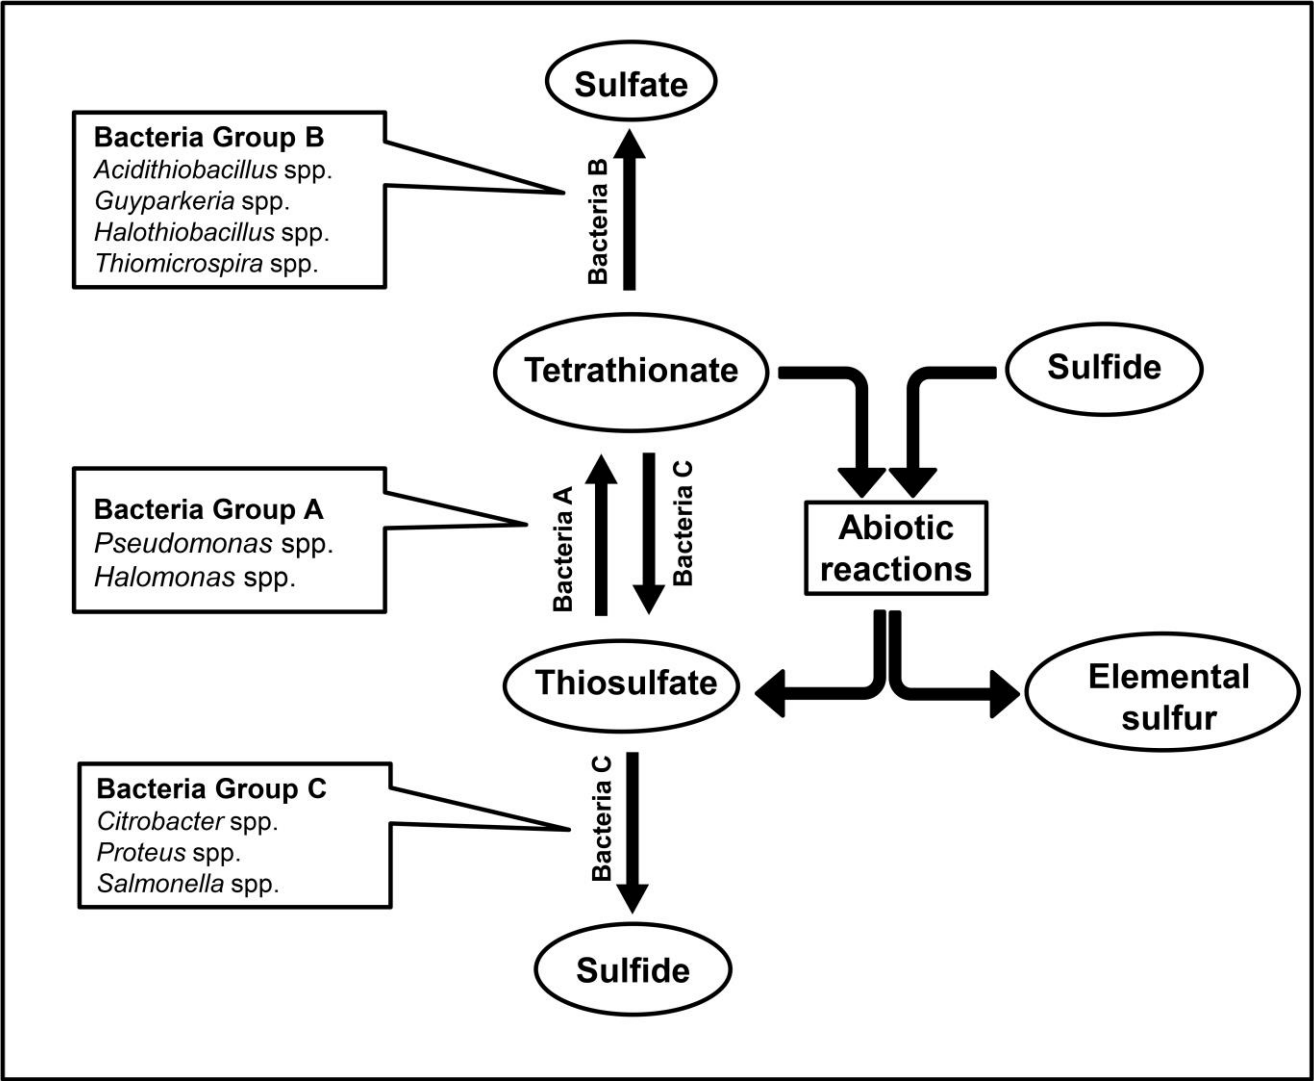 Sulfate
Bacteria Group B
Acidithiobacillus spp.
Guyparkeria spp.
Halothiobacillus spp.
Thiomicrospira spp.
Bacteria B
Tetrathionate
Sulfide
Bacteria Group A
Pseudomonas spp.
Halomonas spp.
Bacteria A
Bacteria C
Abiotic
reactions
Thiosulfate
Elemental
sulfur
Bacteria Group C
Citrobacter spp.
Proteus spp.
Salmonella spp.
Bacteria C
Sulfide